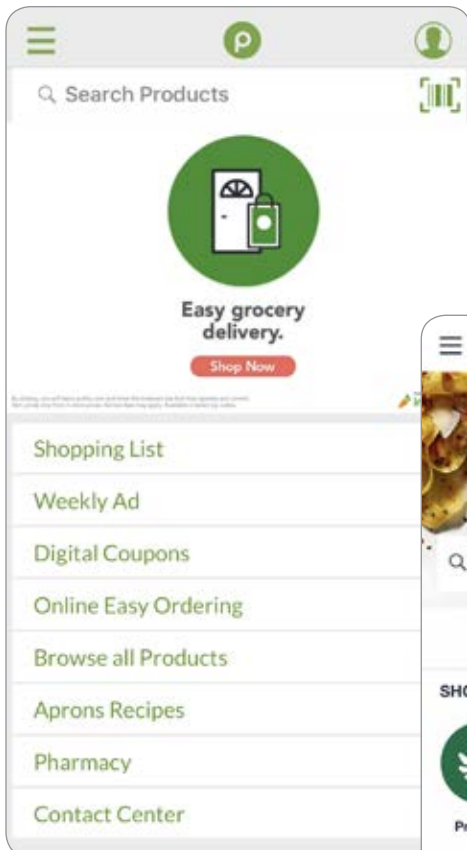 Search Products
Easy grocery
delivery.
Shop Now
Shopping List
Weekly Ad
Digital Coupons
Online Easy Ordering
Browse all Products
Aprons Recipes
Pharmacy
Contact Center